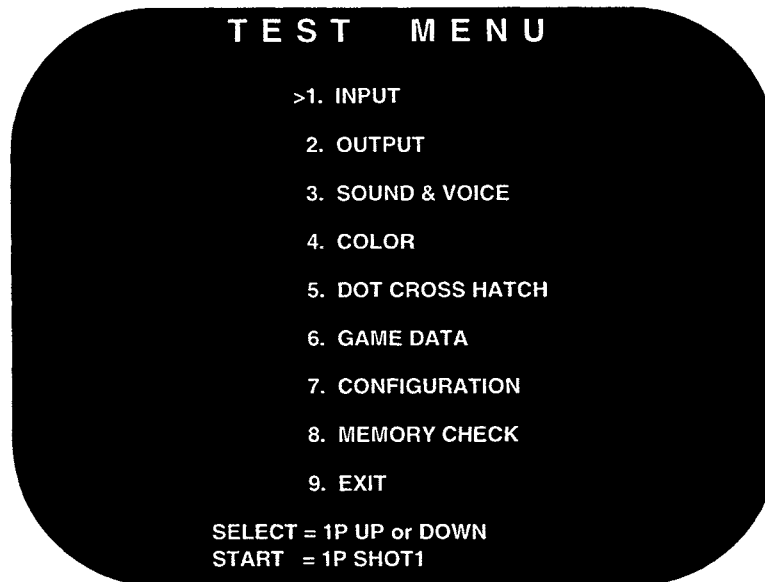 TEST MENU
>1. INPUT
2. OUTPUT
3. SOUND & VOICE
4. COLOR
5. DOT CROSS HATCH
6. GAME DATA
7. CONFIGURATION
8. MEMORY CHECK
9. EXIT
SELECT = 1P UP or DOWN
START = 1P SHOT1